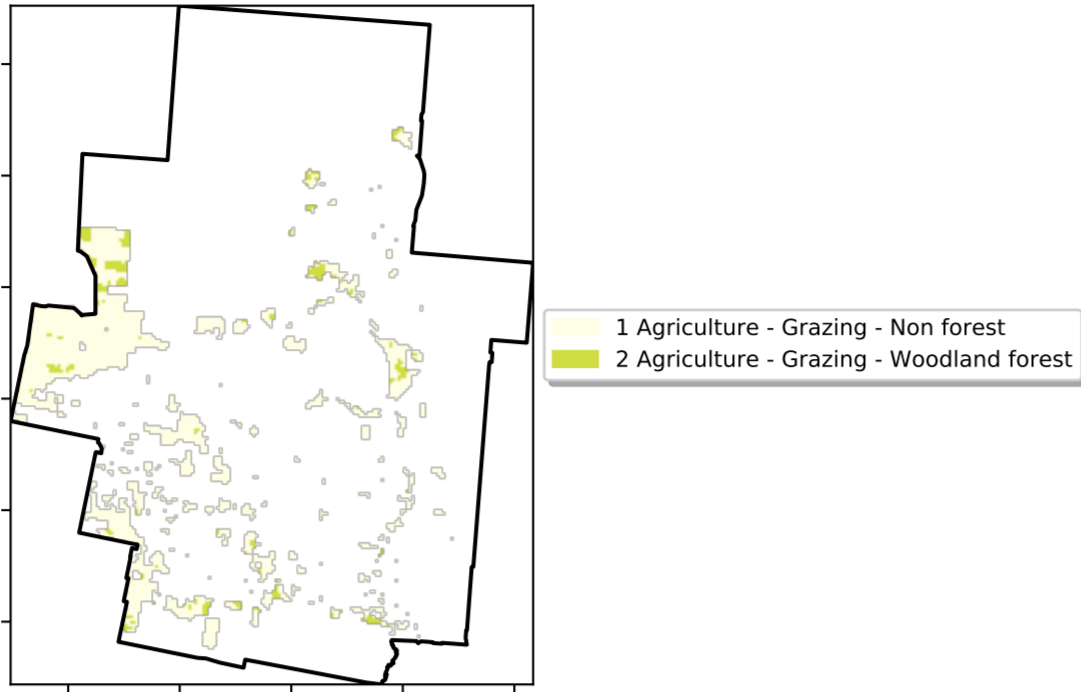 1 Agriculture - Grazing - Non forest
2 Agriculture - Grazing - Woodland forest